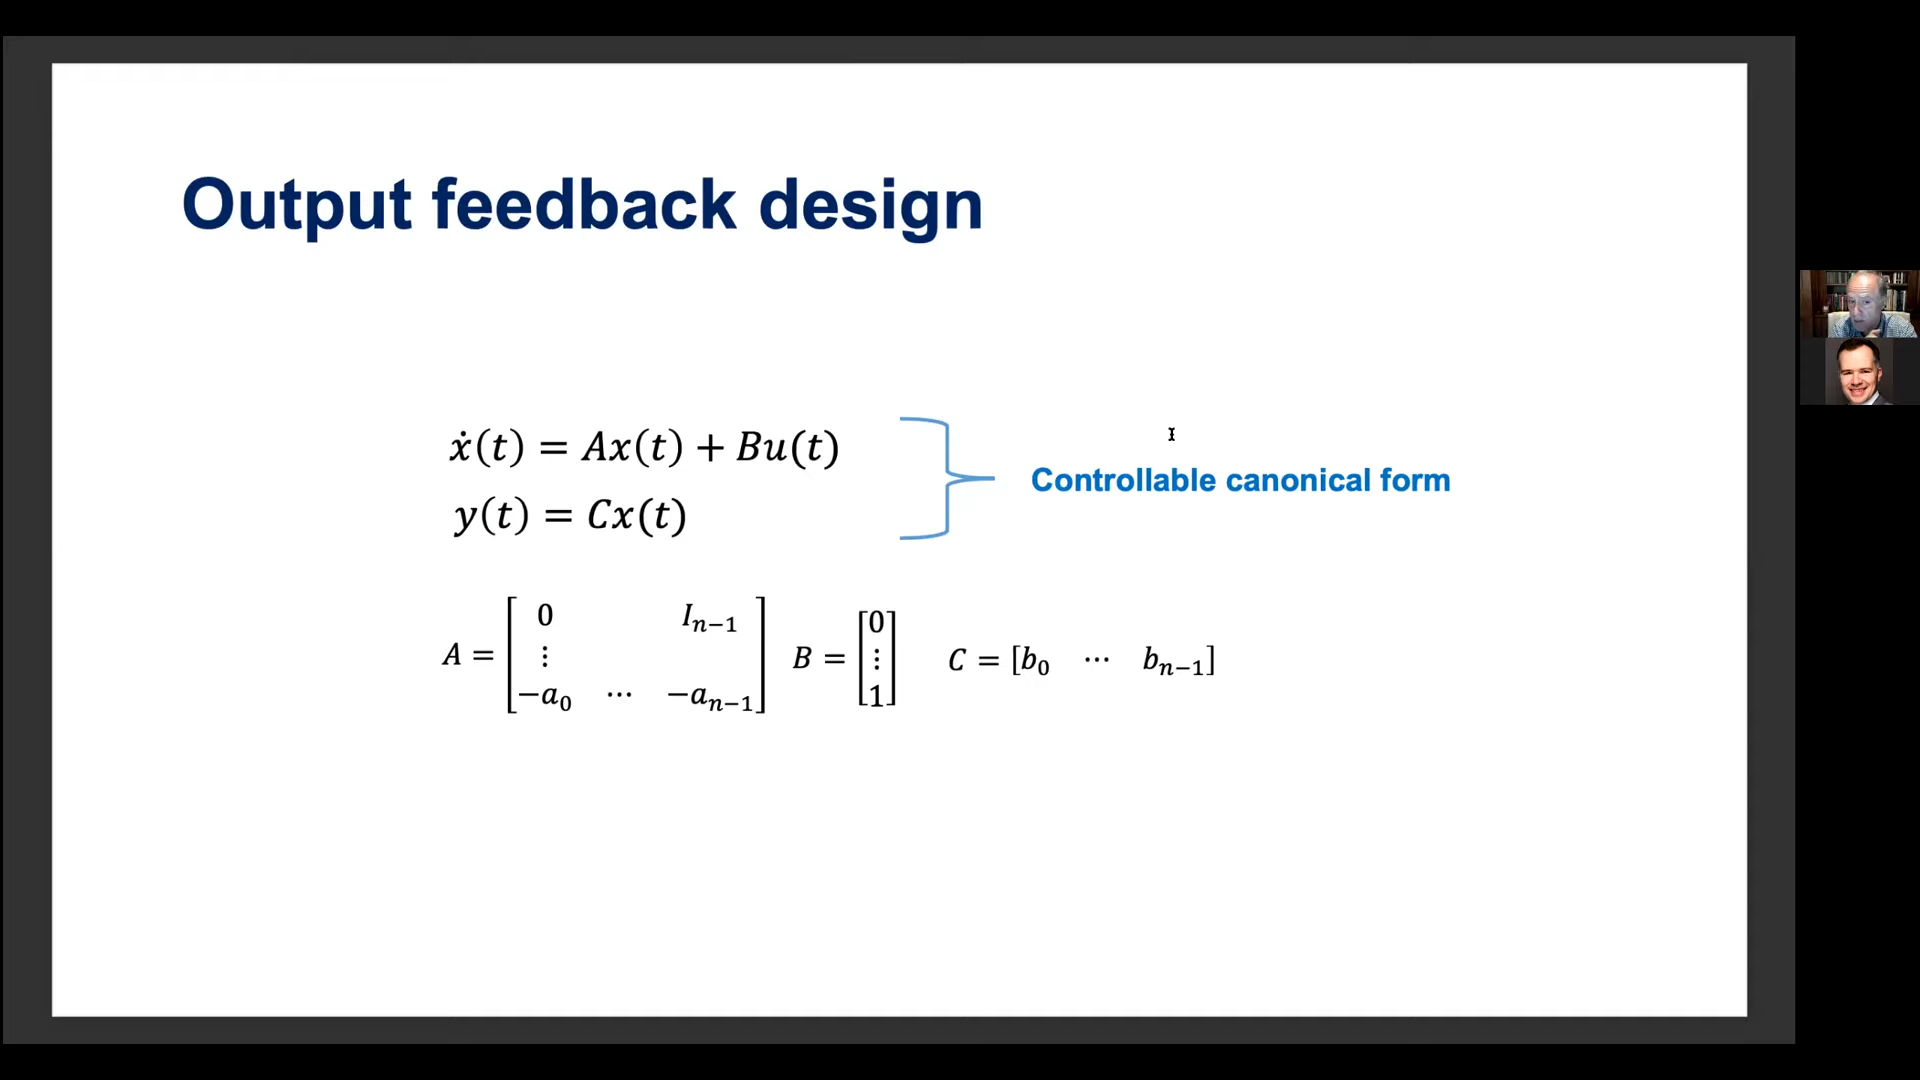 Output feedback design
ẋ(t) = Ax(t) + Bu(t)
y(t) = Cx(t)
Controllable canonical form
A = [0 I_{n−1} ⋮ −a_0 ⋯ −a_{n−1}] B = [0 ⋮ 1] C = [b_0 ⋯ b_{n−1}]